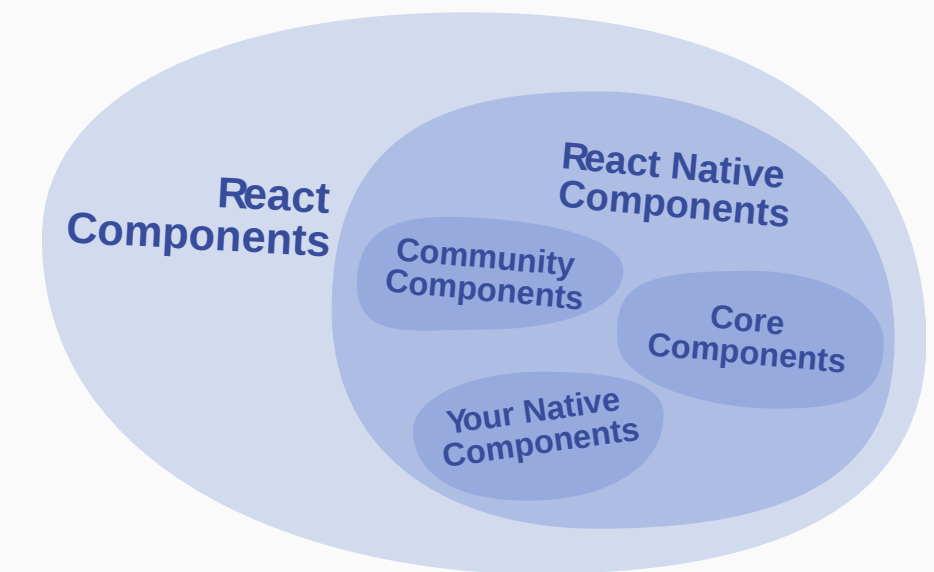 React
Components
React Native
Components
Community
Components
Core
Components
Your Native
Components